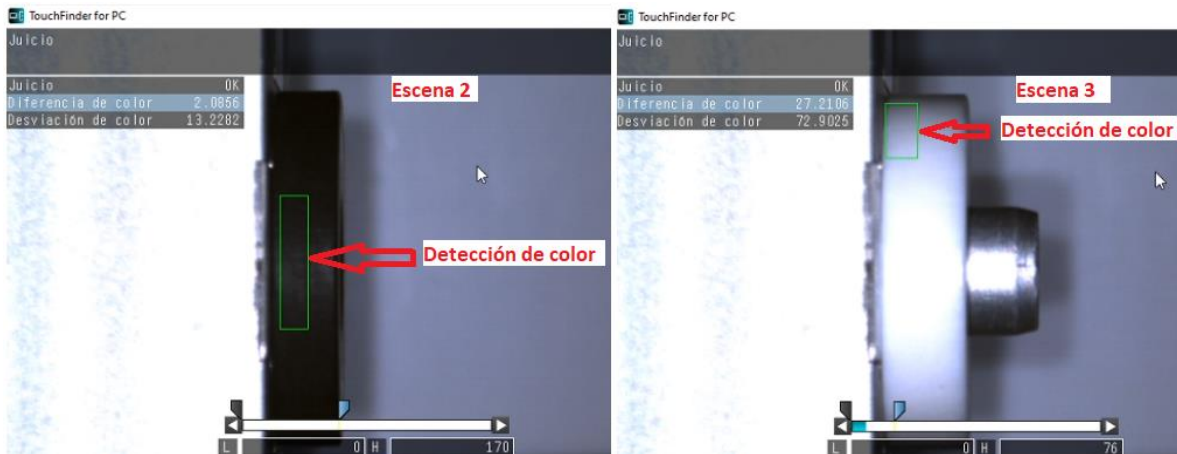 TouchFinder for PC
Juicio
Juicio OK
Diferencia de color 2.0856
Desviación de color 13.2282
Escena 2
Detección de color
L 0 H 170
TouchFinder for PC
Juicio
Juicio OK
Diferencia de color 27.2106
Desviación de color 72.9025
Escena 3
Detección de color
L 0 H 76